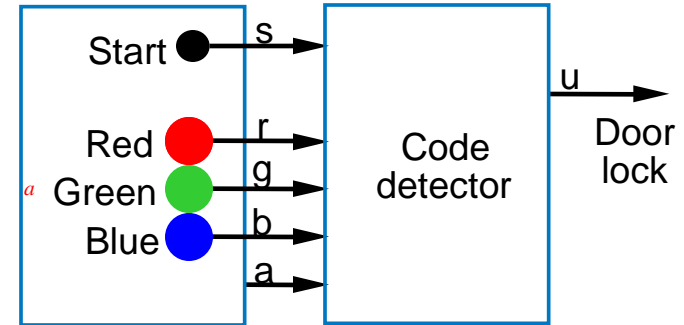 Start
s
Red
r
a
Green
g
Blue
b
a
Code
detector
u
Door
lock